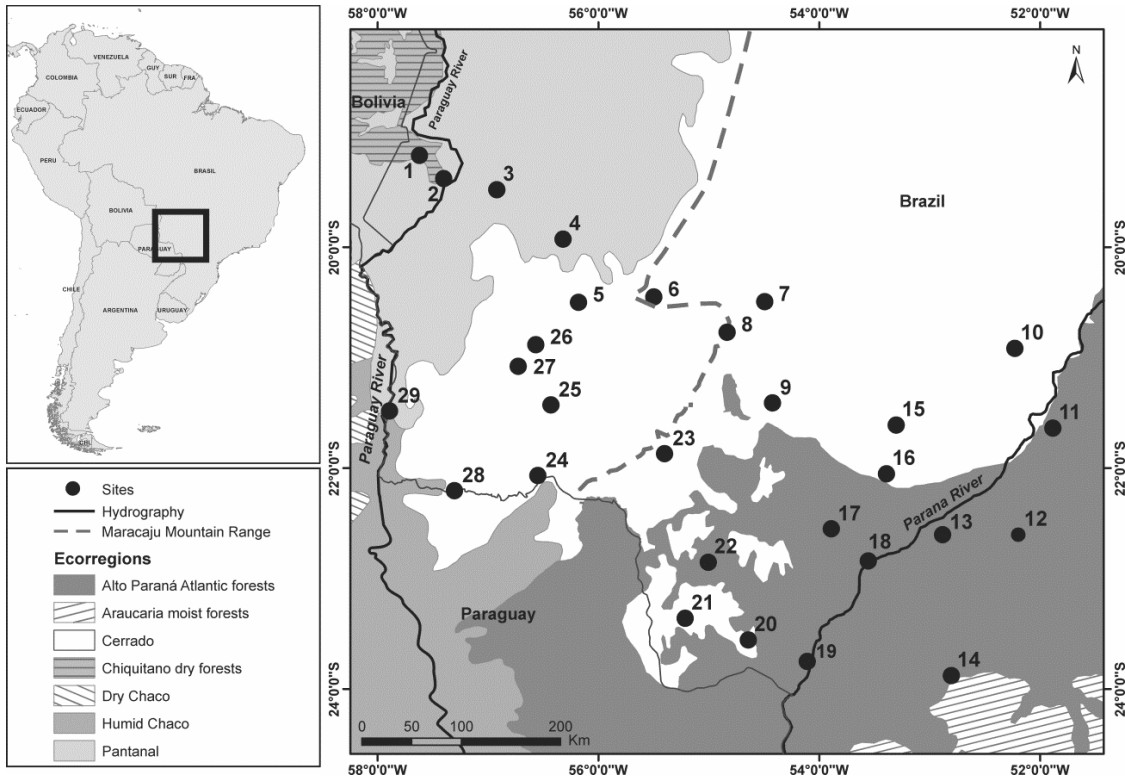 VENEZUELA
GUY
SUR
FRA
COLOMBIA
ECUADOR
PERU
BRASIL
BOLIVIA
PARAGUAY
CHILE
ARGENTINA
URUGUAY
Sites
Hydrography
Maracaju Mountain Range
Ecorregions
Alto Paraná Atlantic forests
Araucaria moist forests
Cerrado
Chiquitano dry forests
Dry Chaco
Humid Chaco
Pantanal
58°0'0"W 56°0'0"W 54°0'0"W 52°0'0"W
N
Bolivia
Paraguay River
Brazil
1
2
3
4
20°0'0"S 20°0'0"S
5
6
7
8
26
27
10
25
9
29
Paraguay River
15
11
23
16
24
28
22°0'0"S 22°0'0"S
Parana River
17
13
12
18
22
Paraguay
21
20
19
14
24°0'0"S 24°0'0"S
0 50 100 200
Km
58°0'0"W 56°0'0"W 54°0'0"W 52°0'0"W